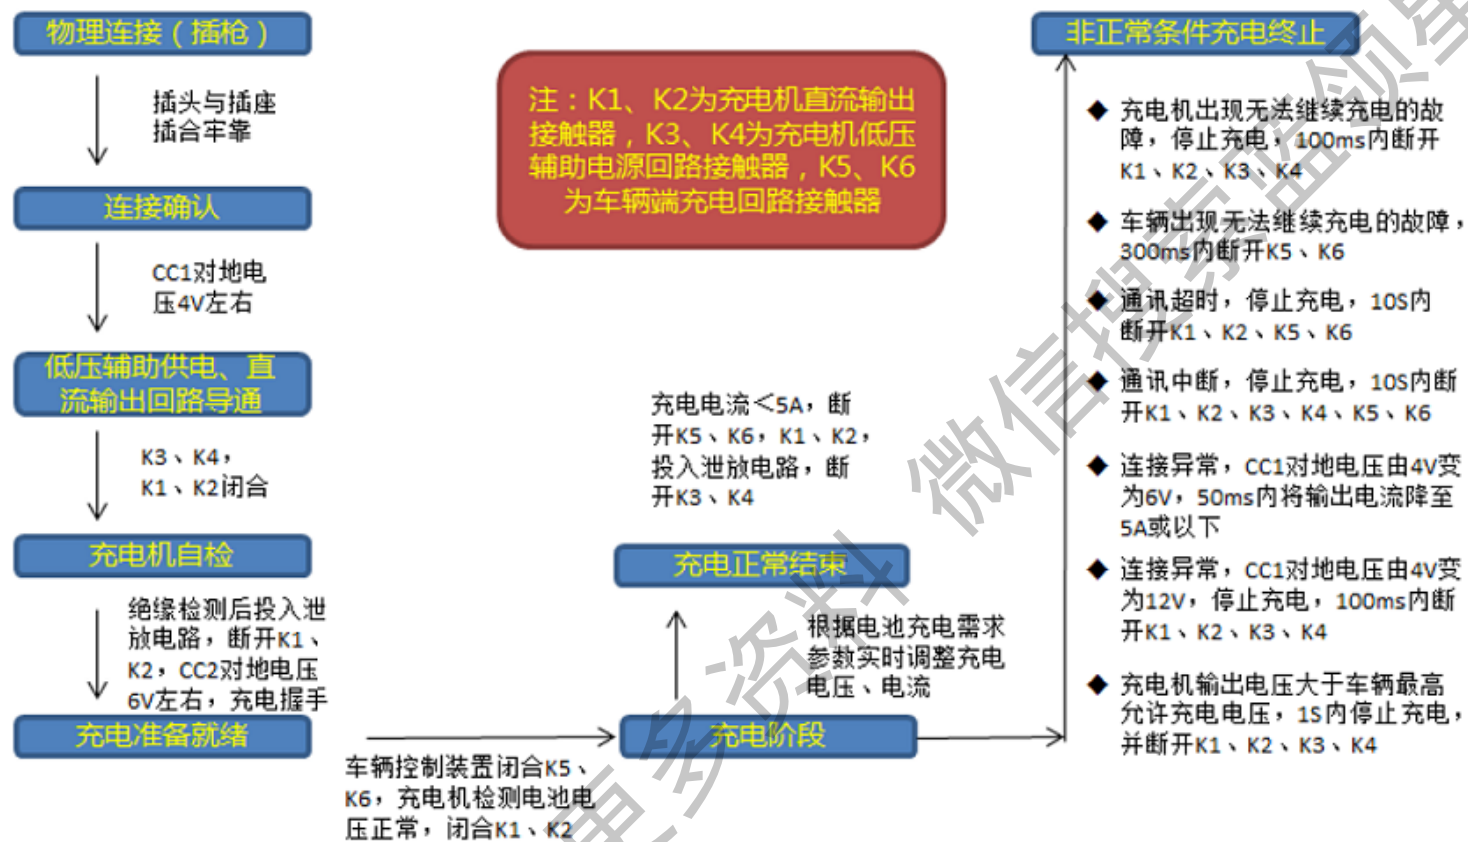 物理连接（插枪）
插头与插座
插合牢靠
连接确认
CC1对地电
压4V左右
低压辅助供电、直
流输出回路导通
K3、K4，
K1、K2闭合
充电机自检
绝缘检测后投入泄
放电路，断开K1、
K2，CC2对地电压
6V左右，充电握手
充电准备就绪
车辆控制装置闭合K5、
K6，充电机检测电池电
压正常，闭合K1、K2
注：K1、K2为充电机直流输出
接触器，K3、K4为充电机低压
辅助电源回路接触器，K5、K6
为车辆端充电回路接触器
充电电流＜5A，断
开K5、K6，K1、K2，
投入泄放电路，断
开K3、K4
充电正常结束
根据电池充电需求
参数实时调整充电
电压、电流
充电阶段
非正常条件充电终止
◆ 充电机出现无法继续充电的故
障，停止充电，100ms内断开
K1、K2、K3、K4
◆ 车辆出现无法继续充电的故障，
300ms内断开K5、K6
◆ 通讯超时，停止充电，10S内
断开K1、K2、K5、K6
◆ 通讯中断，停止充电，10S内断
开K1、K2、K3、K4、K5、K6
◆ 连接异常，CC1对地电压由4V变
为6V，50ms内将输出电流降至
5A或以下
◆ 连接异常，CC1对地电压由4V变
为12V，停止充电，100ms内断
开K1、K2、K3、K4
◆ 充电机输出电压大于车辆最高
允许充电电压，1S内停止充电，
并断开K1、K2、K3、K4
更多资料 微信搜索蓝领星